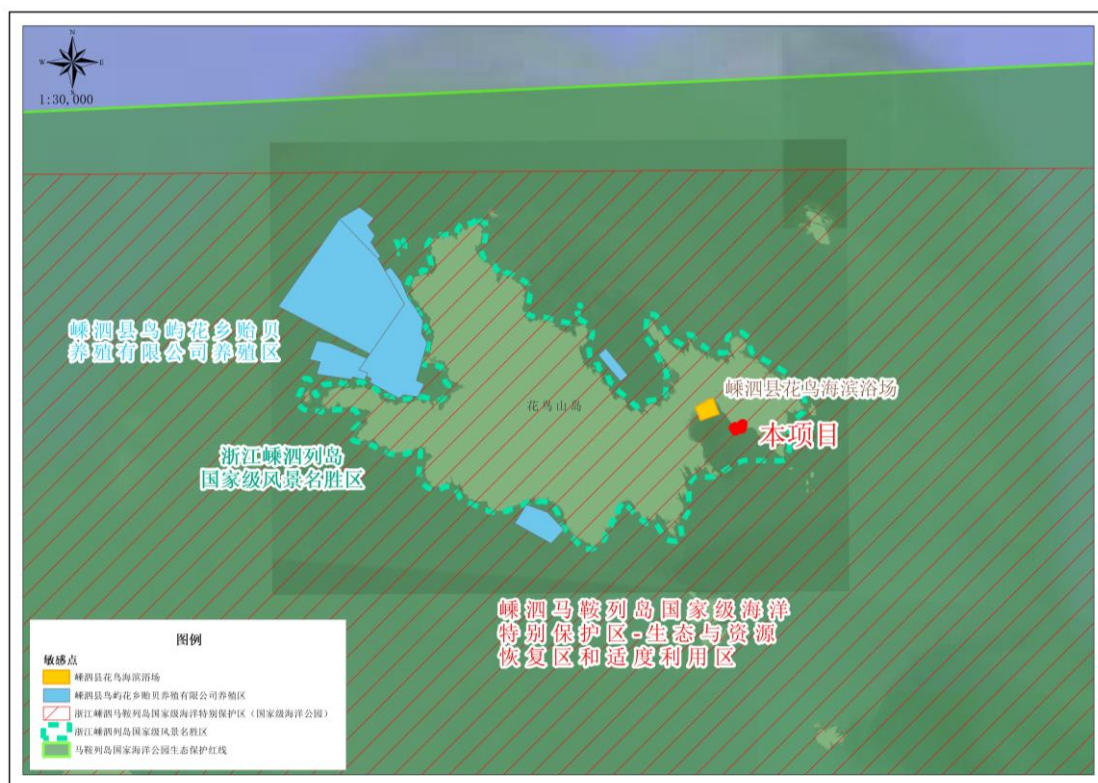 N
W
E
S
1:30,000
嵊泗县鸟屿花乡贻贝
养殖有限公司养殖区
嵊泗县花鸟海滨浴场
花鸟山岛
本项目
浙江嵊泗列岛
国家级风景名胜区
嵊泗马鞍列岛国家级海洋
特别保护区-生态与资源
恢复区和适度利用区
图例
敏感点
嵊泗县花鸟海滨浴场
嵊泗县鸟屿花乡贻贝养殖有限公司养殖区
浙江嵊泗马鞍列岛国家级海洋特别保护区（国家级海洋公园）
浙江嵊泗列岛国家级风景名胜区
马鞍列岛国家海洋公园生态保护红线